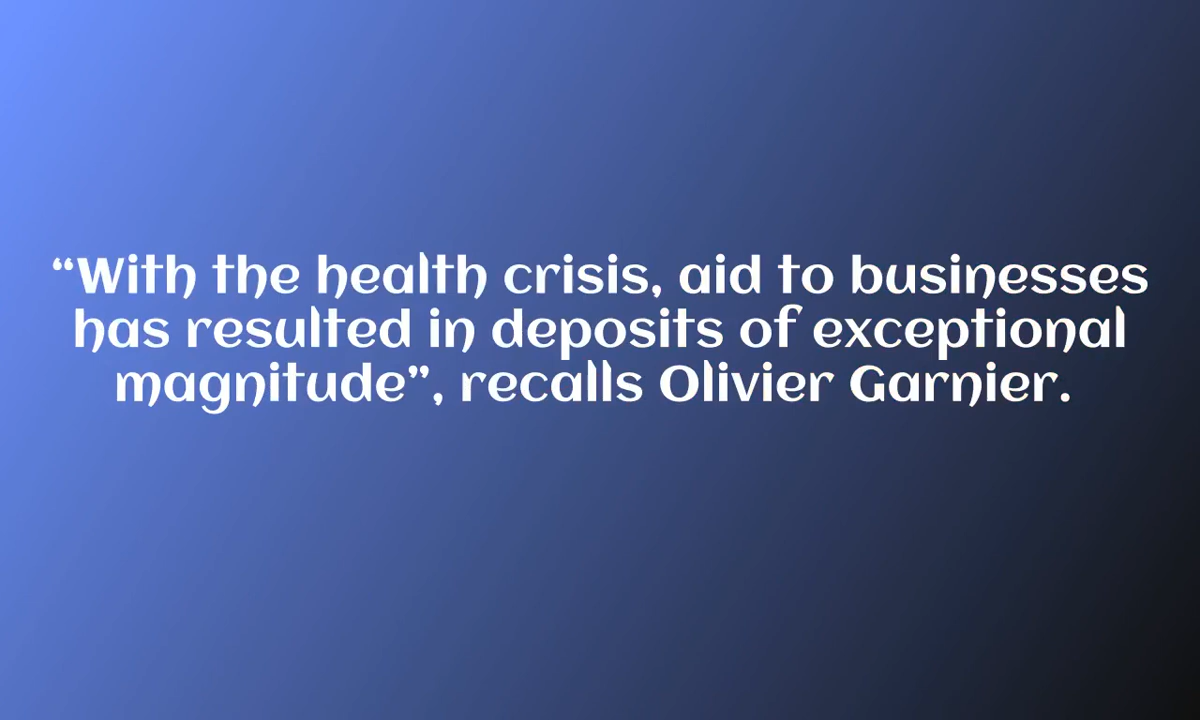 “With the health crisis, aid to businesses
has resulted in deposits of exceptional
magnitude”, recalls Olivier Garnier.